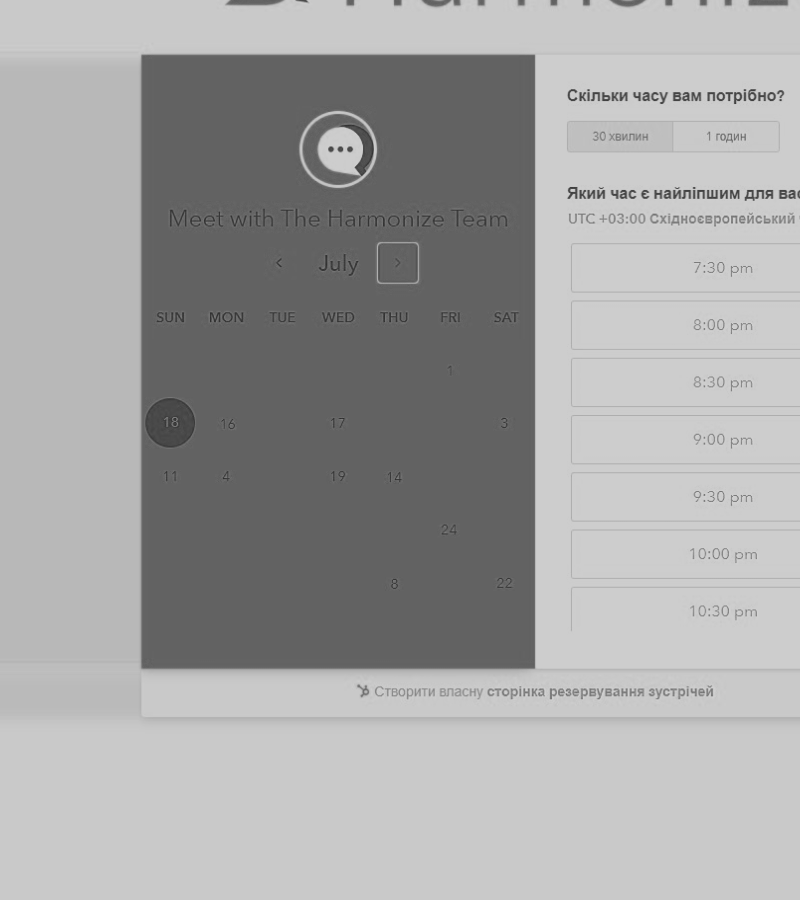 Harmonize
Meet with The Harmonize Team
July
SUN MON TUE WED THU FRI SAT
1
18 16 17 3
11 4 19 14
24
8 22
Скільки часу вам потрібно?
30 хвилин 1 годин
Який час є найліпшим для
UTC +03:00 Східноєвропейський
7:30 pm
8:00 pm
8:30 pm
9:00 pm
9:30 pm
10:00 pm
10:30 pm
Створити власну сторінка резервування зустрічей